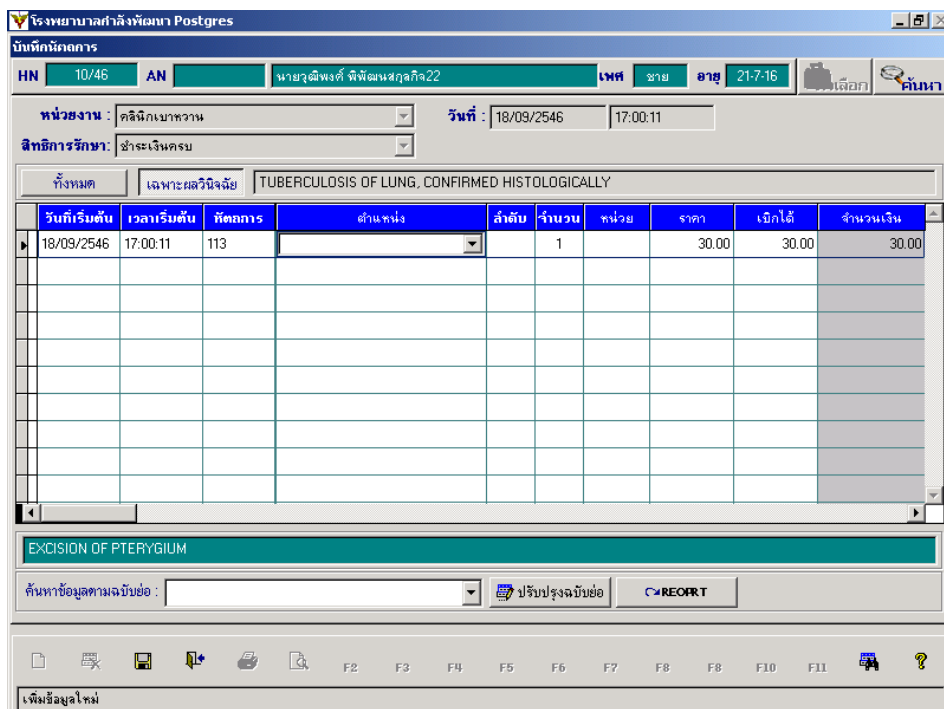 โรงพยาบาลกำลังพัฒนา Postgres
บันทึกหัตถการ
HN 10/46 AN นายวุฒิพงศ์ พิพัฒนสกุลกิจ22 เพศ ชาย อายุ 21-7-16 เลือก ค้นหา
หน่วยงาน : คลินิกเบาหวาน วันที่ : 18/09/2546 17:00:11
สิทธิการรักษา: ชำระเงินครบ
ทั้งหมด เฉพาะผลวินิจฉัย TUBERCULOSIS OF LUNG, CONFIRMED HISTOLOGICALLY
วันที่เริ่มต้น เวลาเริ่มต้น หัตถการ ตำแหน่ง ลำดับ จำนวน หน่วย ราคา เบิกได้ จำนวนเงิน
18/09/2546 17:00:11 113 1 30.00 30.00 30.00
EXCISION OF PTERYGIUM
ค้นหาข้อมูลตามฉบับย่อ : ปรับปรุงฉบับย่อ REOPRT
F2 F3 F4 F5 F6 F7 F8 F8 F10 F11
เพิ่มข้อมูลใหม่